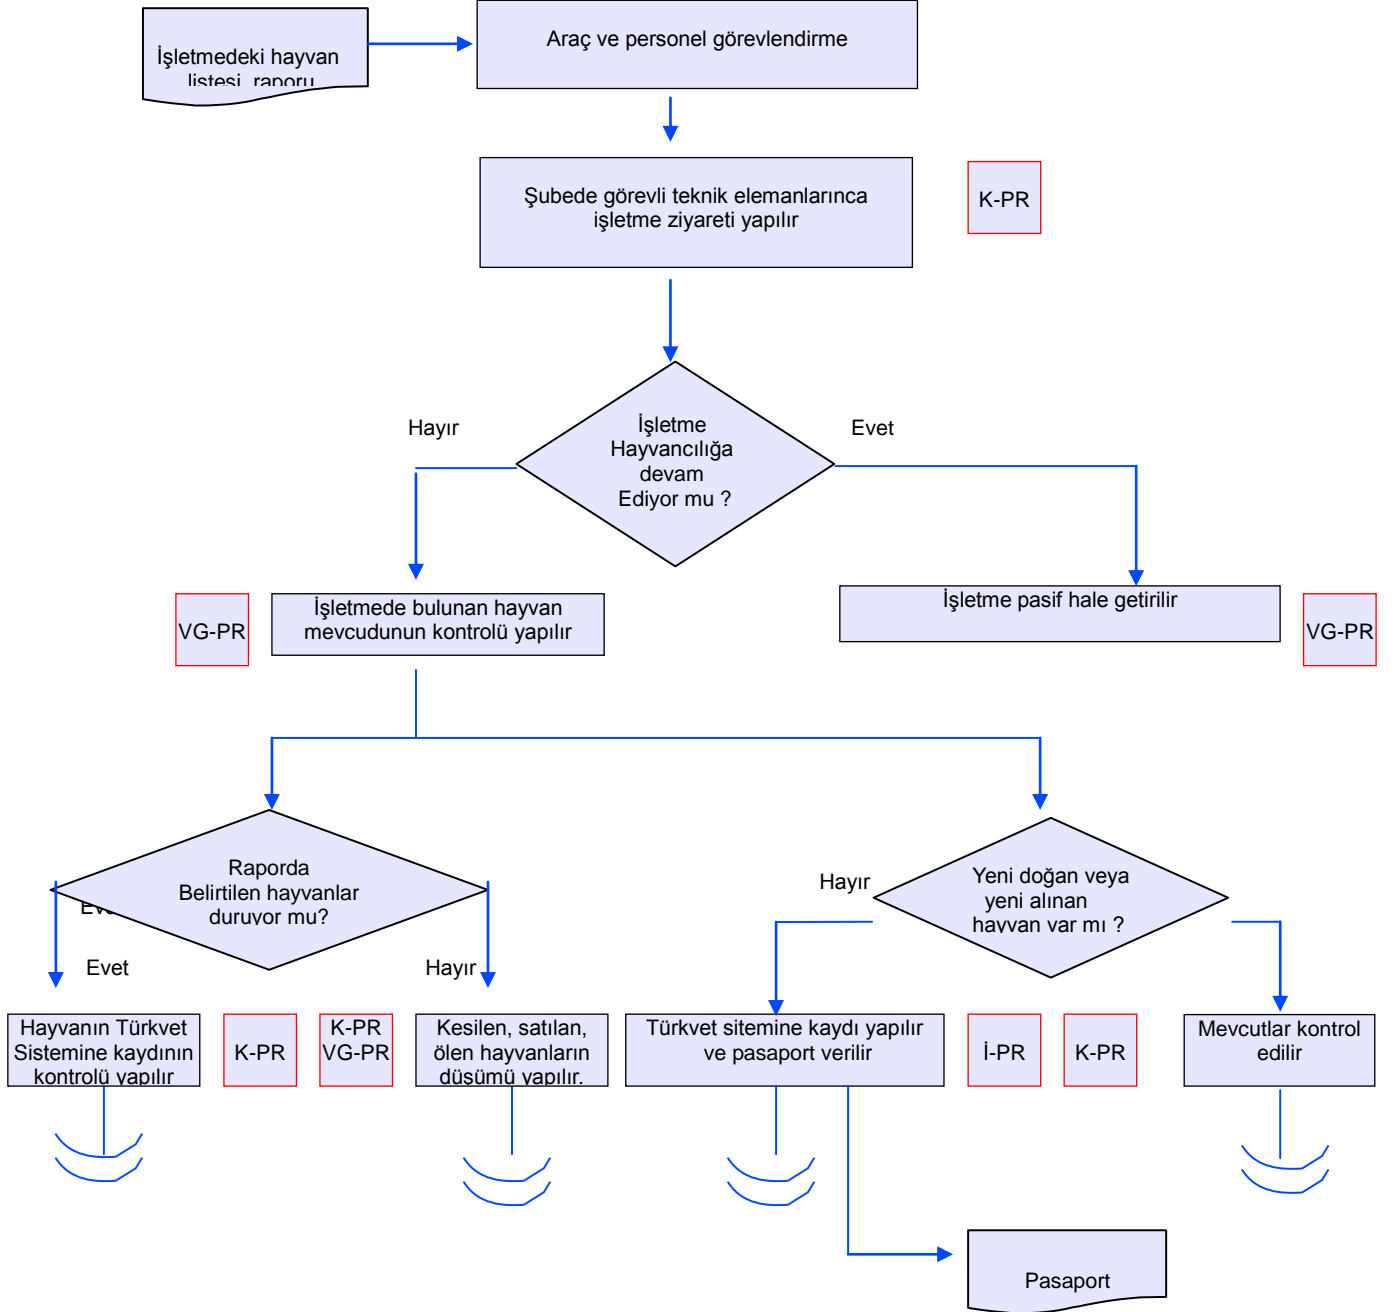 İşletmedeki hayvan
listesi, raporu
Araç ve personel görevlendirme
Şubede görevli teknik elemanlarınca
işletme ziyareti yapılır
K-PR
Hayır
İşletme
Hayvancılığa
devam
Ediyor mu ?
Evet
VG-PR
İşletmede bulunan hayvan
mevcudunun kontrolü yapılır
İşletme pasif hale getirilir
VG-PR
Raporda
Belirtilen hayvanlar
duruyor mu?
Evet
Hayır
Hayır
Yeni doğan veya
yeni alınan
hayvan var mı ?
Hayvanın Türkvet
Sistemine kaydının
kontrolü yapılır
K-PR
K-PR
VG-PR
Kesilen, satılan,
ölen hayvanların
düşümü yapılır.
Türkvet sitemine kaydı yapılır
ve pasaport verilir
İ-PR
K-PR
Mevcutlar kontrol
edilir
Pasaport